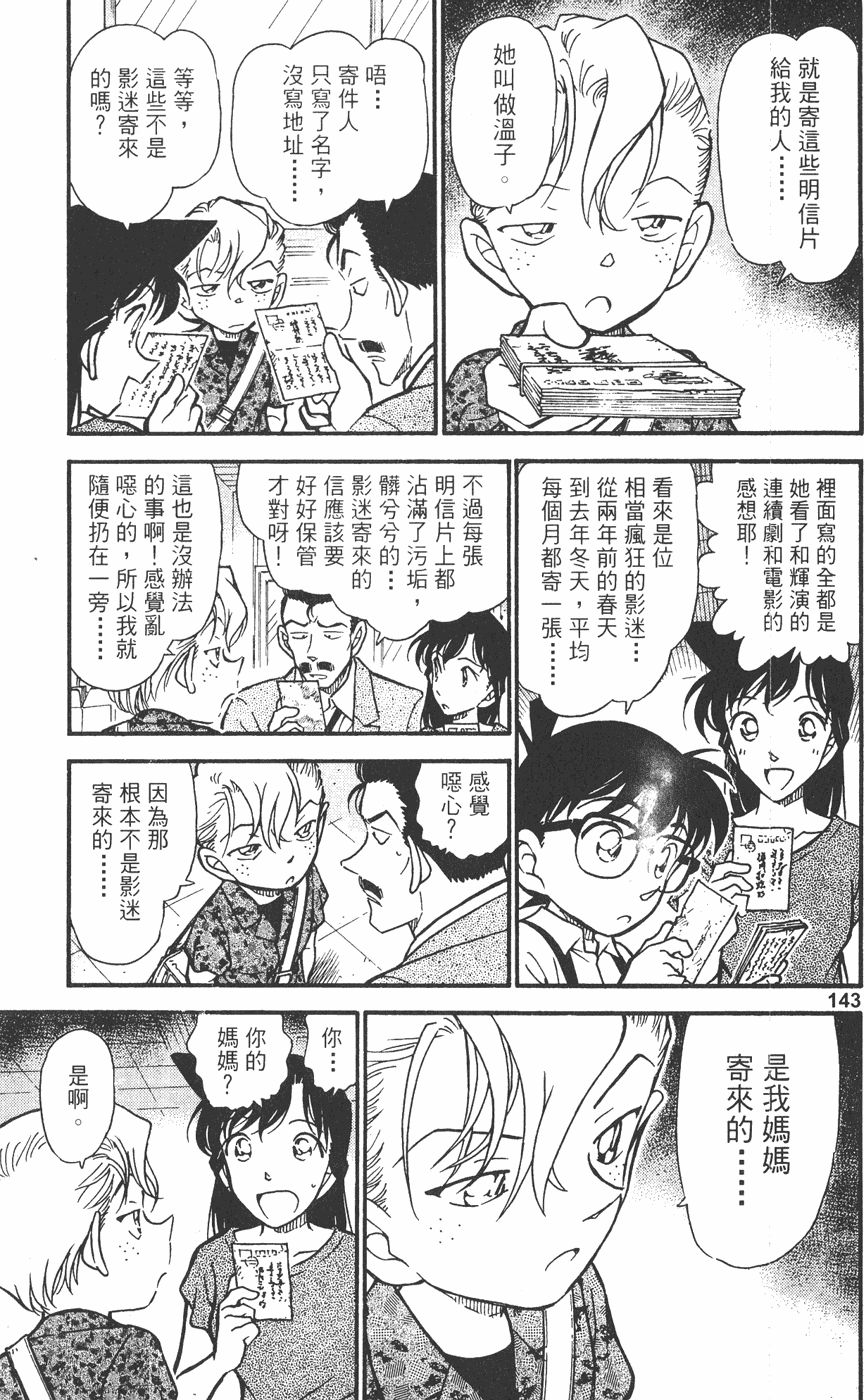 就是寄這些明信片
給我的人……
她叫做溫子。
唔…
寄件人
只寫了名字，
沒寫地址……
等等，
這些不是
影迷寄來
的嗎？
裡面寫的全都是
她看了和輝演的
連續劇和電影的
感想耶！
看來是位
相當瘋狂的影迷…
從兩年前的春天
到去年冬天，平均
每個月都寄一張……
不過每張
明信片上都
沾滿了污垢，
髒兮兮的…
影迷寄來的
信應該要
好好保管
才對呀！
這也是沒辦法
的事啊！感覺亂
噁心的，所以我就
隨便扔在一旁……
感覺
噁心？
因為那
根本不是影迷
寄來的……
143
是我媽媽
寄來的……
你…
你的
媽媽？
是啊。